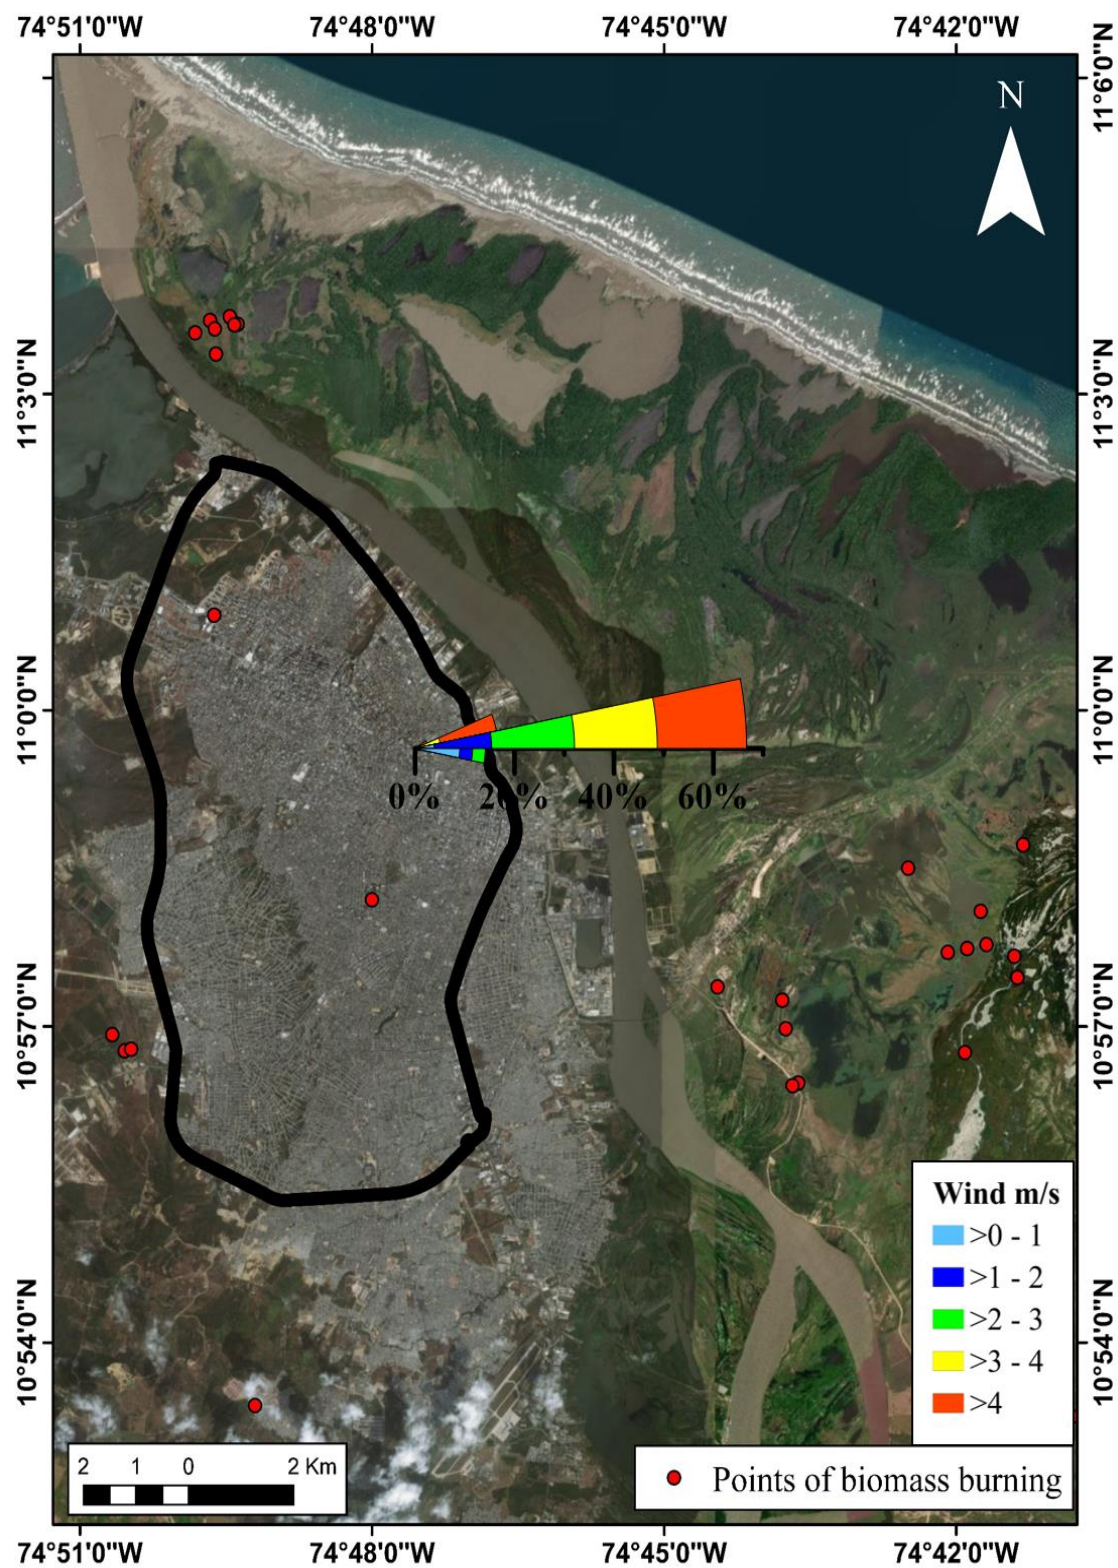 74°51'0"W 74°48'0"W 74°45'0"W 74°42'0"W
11°6'0"N
N
11°3'0"N 11°3'0"N
11°0'0"N 11°0'0"N
0% 20% 40% 60%
10°57'0"N 10°57'0"N
Wind m/s
>0 - 1
>1 - 2
>2 - 3
>3 - 4
>4
10°54'0"N 10°54'0"N
2 1 0 2 Km
Points of biomass burning
74°51'0"W 74°48'0"W 74°45'0"W 74°42'0"W